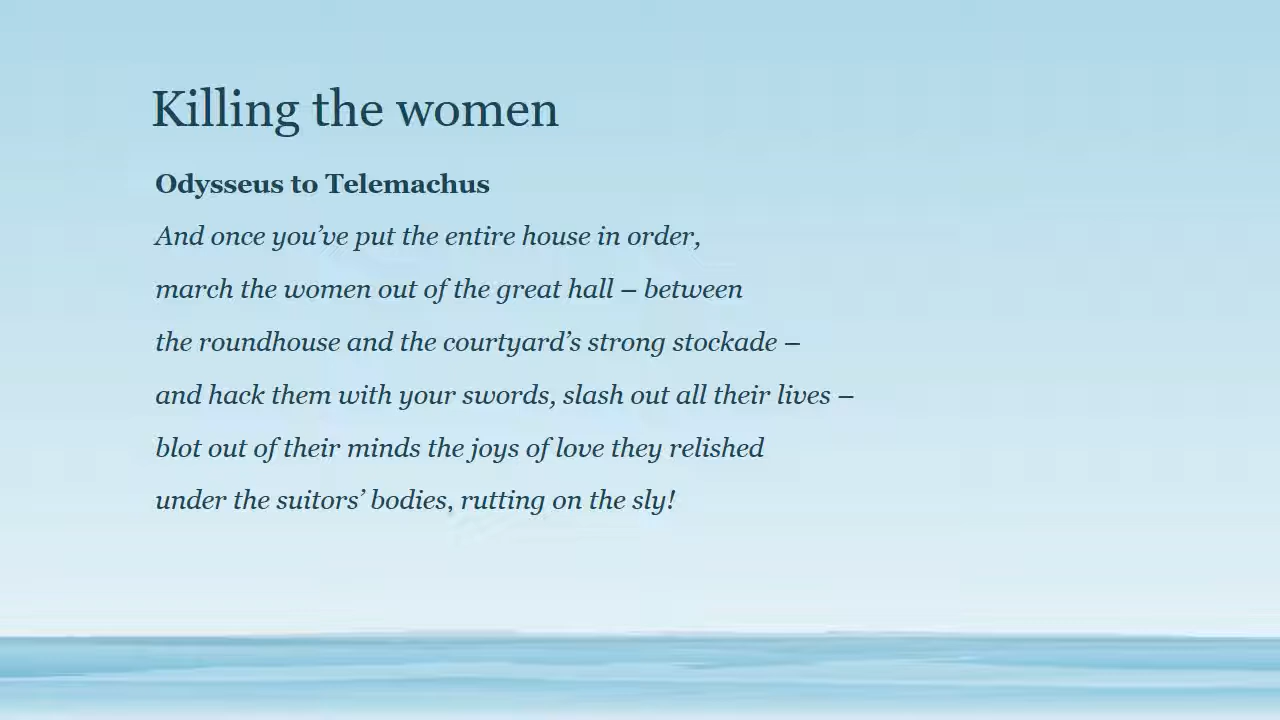 Killing the women
Odysseus to Telemachus
And once you’ve put the entire house in order,
march the women out of the great hall – between
the roundhouse and the courtyard’s strong stockade –
and hack them with your swords, slash out all their lives –
blot out of their minds the joys of love they relished
under the suitors’ bodies, rutting on the sly!